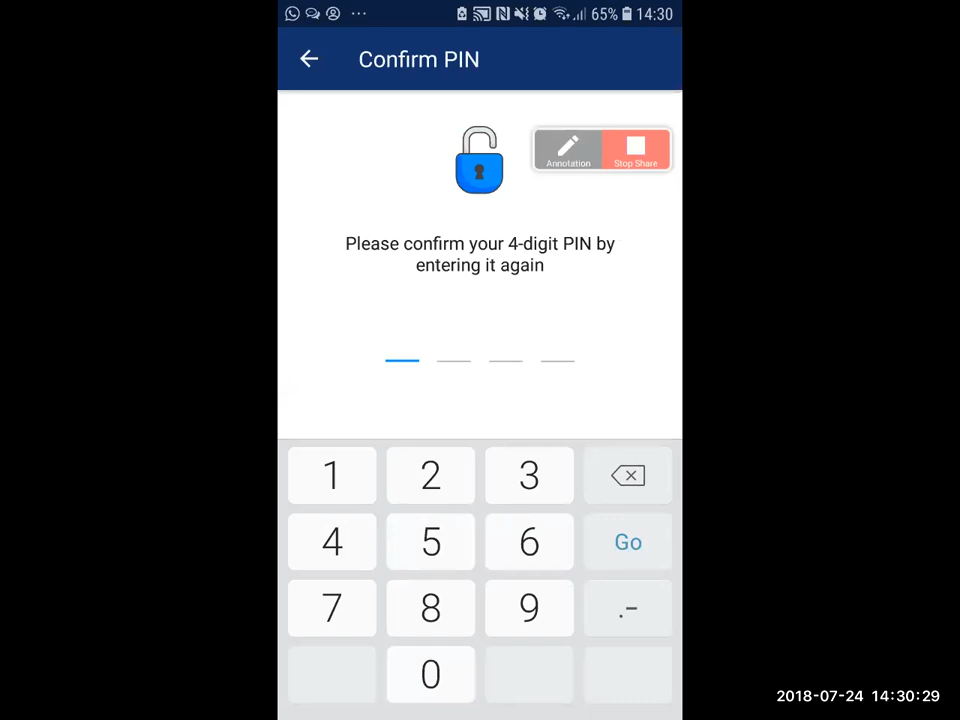 65% 14:30
Confirm PIN
Annotation
Stop Share
Please confirm your 4-digit PIN by
entering it again
1 2 3
4 5 6 Go
7 8 9 .-
0
2018-07-24 14:30:29